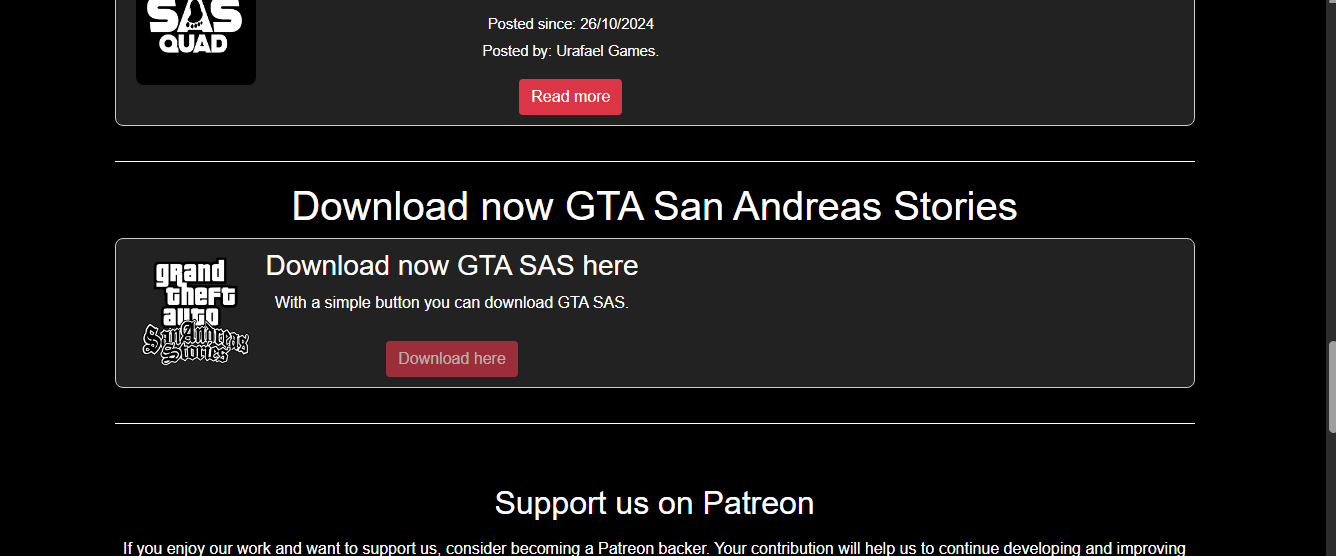 SAS
QUAD
Posted since: 26/10/2024
Posted by: Urafael Games.
Read more
Download now GTA San Andreas Stories
grand
theft
auto
San Andreas
Stories
Download now GTA SAS here
With a simple button you can download GTA SAS.
Download here
Support us on Patreon
If you enjoy our work and want to support us, consider becoming a Patreon backer. Your contribution will help us to continue developing and improving